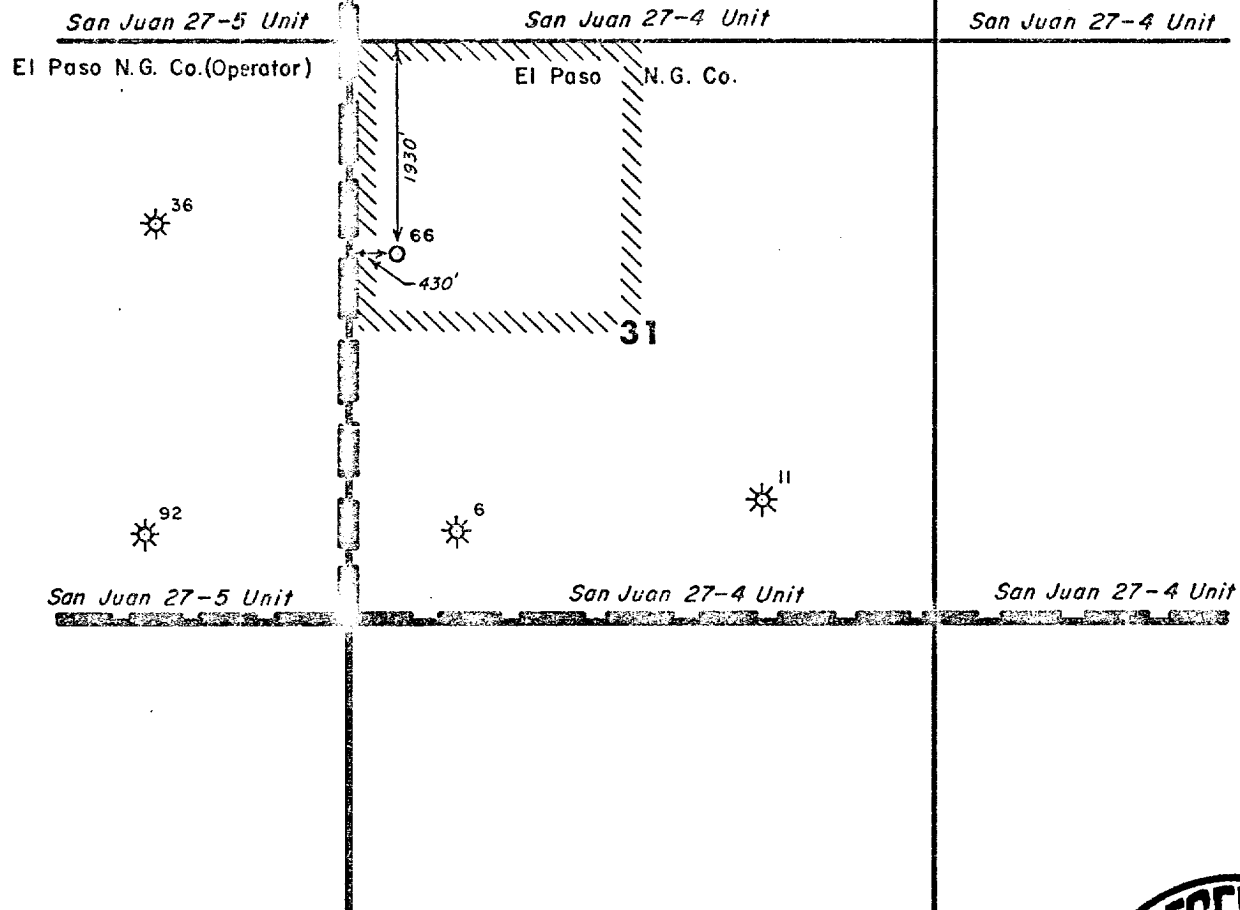 San Juan 27-5 Unit
San Juan 27-4 Unit
San Juan 27-4 Unit
El Paso N.G. Co.(Operator)
El Paso N.G. Co.
1930'
36
66
430'
31
92
6
11
San Juan 27-5 Unit
San Juan 27-4 Unit
San Juan 27-4 Unit